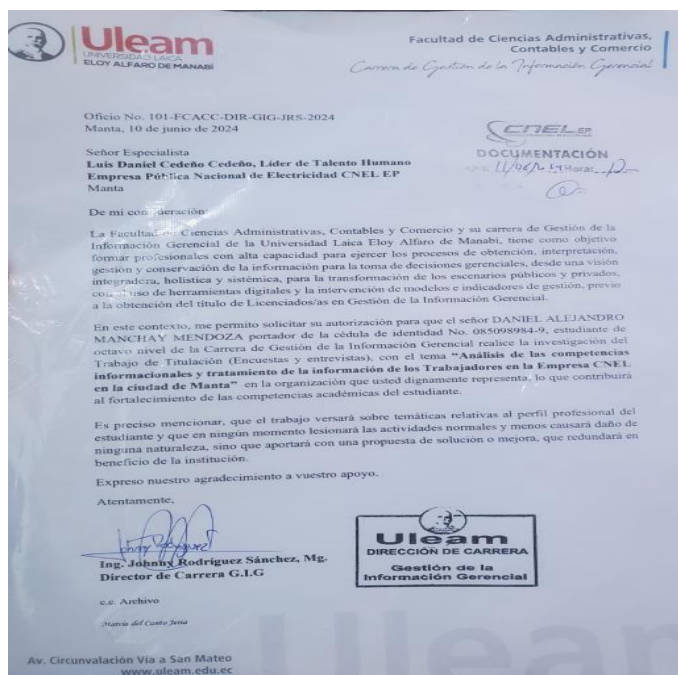 Uleam
UNIVERSIDAD LAICA
ELOY ALFARO DE MANABÍ
Facultad de Ciencias Administrativas,
Contables y Comercio
Carrera de Gestión de la Información Gerencial
Oficio No. 101-FCACC-DIR-GIG-JRS-2024
Manta, 10 de junio de 2024
CNEL EP
DOCUMENTACIÓN
Señor Especialista
Luis Daniel Cedeño Cedeño, Líder de Talento Humano
Empresa Pública Nacional de Electricidad CNEL EP
Manta
De mi consideración:
La Facultad de Ciencias Administrativas, Contables y Comercio y su carrera de Gestión de la
Información Gerencial de la Universidad Laica Eloy Alfaro de Manabí, tiene como objetivo
formar profesionales con alta capacidad para ejercer los procesos de obtención, interpretación,
gestión y conservación de la información para la toma de decisiones gerenciales, desde una visión
integradora, holística y sistémica, para la transformación de los escenarios públicos y privados,
con uso de herramientas digitales y la intervención de modelos e indicadores de gestión, previo
a la obtención del título de Licenciados/as en Gestión de la Información Gerencial.
En este contexto, me permito solicitar su autorización para que el señor DANIEL ALEJANDRO
MANCHAY MENDOZA portador de la cédula de identidad No. 085098984-9, estudiante de
octavo nivel de la Carrera de Gestión de la Información Gerencial realice la investigación del
Trabajo de Titulación (Encuestas y entrevistas), con el tema “Análisis de las competencias
informacionales y tratamiento de la información de los Trabajadores en la Empresa CNEL
en la ciudad de Manta” en la organización que usted dignamente representa, lo que contribuirá
al fortalecimiento de las competencias académicas del estudiante.
Es preciso mencionar, que el trabajo versará sobre temáticas relativas al perfil profesional del
estudiante y que en ningún momento lesionará las actividades normales y menos causará daño de
ninguna naturaleza, sino que aportará con una propuesta de solución o mejora, que redundará en
beneficio de la institución.
Expreso nuestro agradecimiento a vuestro apoyo.
Atentamente,
Ing. Johnny Rodríguez Sánchez, Mg.
Director de Carrera G.I.G
Uleam
DIRECCIÓN DE CARRERA
Gestión de la
Información Gerencial
c.c. Archivo
Uleam
Av. Circunvalación Vía a San Mateo
www.uleam.edu.ec